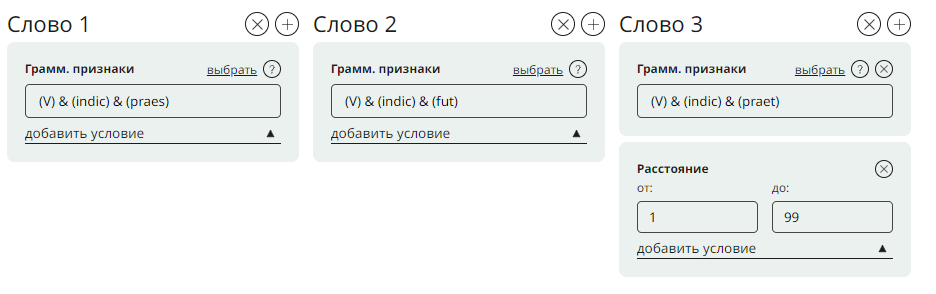 Слово 1
Грамм. признаки выбрать ?
(V) & (indic) & (praes)
добавить условие
Слово 2
Грамм. признаки выбрать ?
(V) & (indic) & (fut)
добавить условие
Слово 3
Грамм. признаки выбрать ?
(V) & (indic) & (praet)
Расстояние
от: до:
1 99
добавить условие